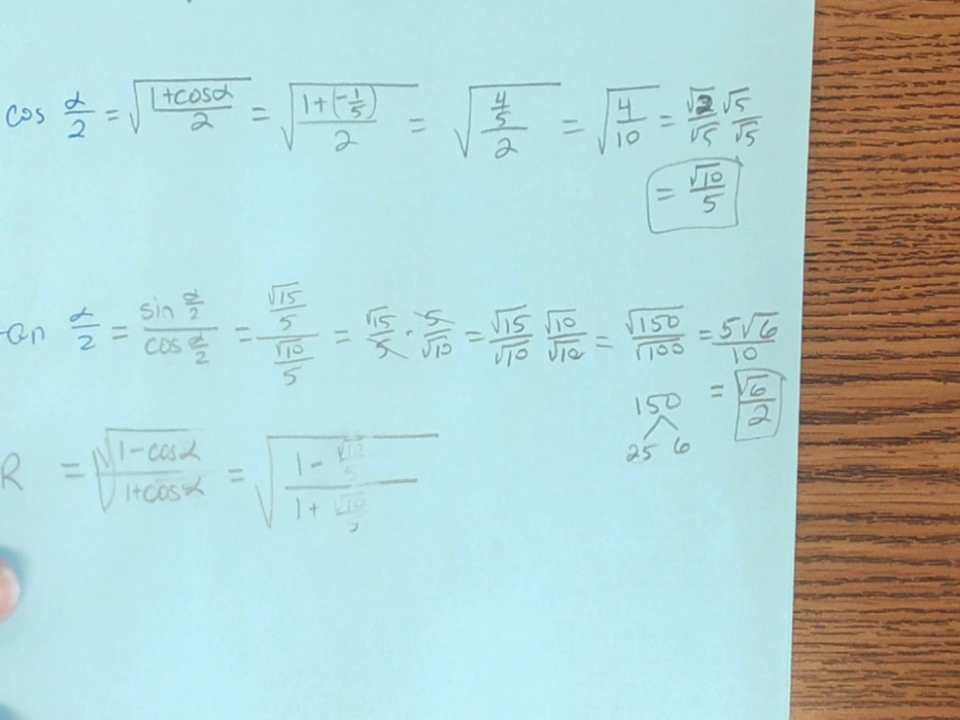 cos α/2 = √((1+cosα)/2) = √((1+(-1/5))/2) = √((4/5)/2) = √(4/10) = √2/√5 √5/√5
= √10/5
an α/2 = (sin α/2)/(cos α/2) = (√15/5)/(√10/5) = √15/5 · 5/√10 = √15/√10 √10/√10 = √150/√100 = 5√6/10
= √6/2
150
25 6
R = √((1-cosα)/(1+cosα)) = √((1-√10/5)/(1+√10/5))